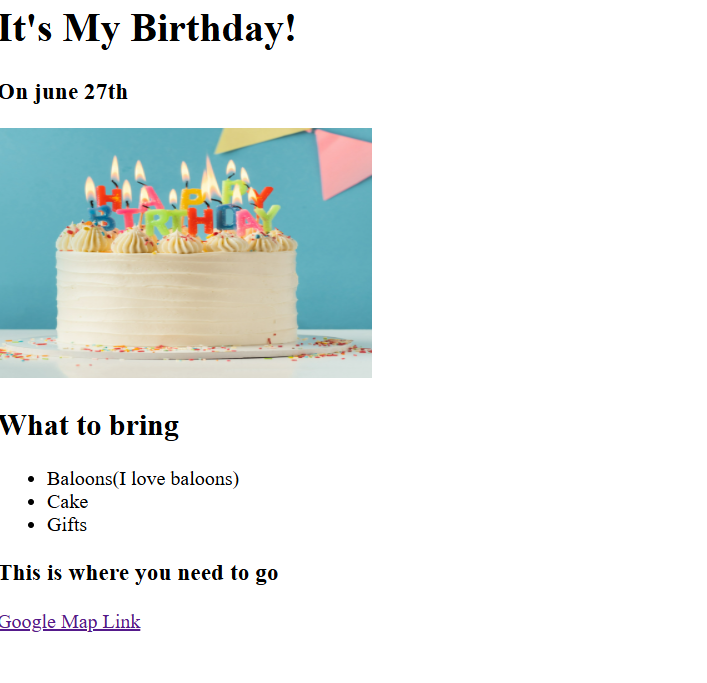 It's My Birthday!
On june 27th
HAPPY
BIRTHDAY
What to bring
Baloons(I love baloons)
Cake
Gifts
This is where you need to go
Google Map Link